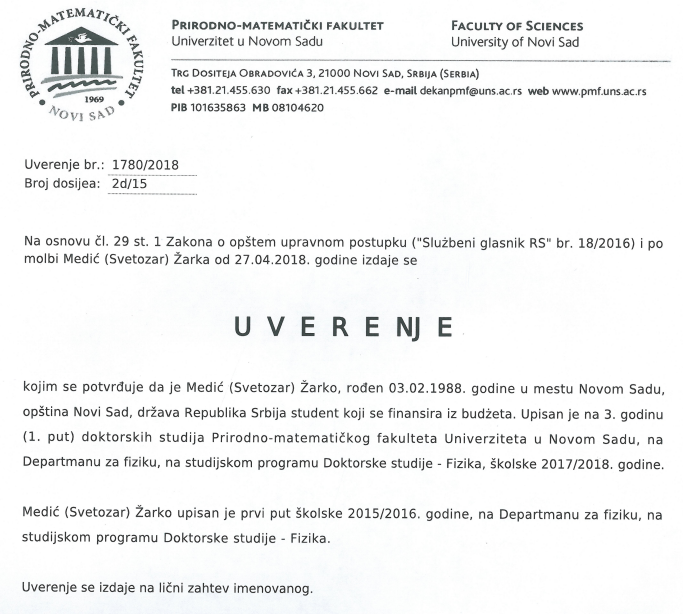 PRIRODNO-MATEMATIČKI FAKULTET
1969
NOVI SAD
PRIRODNO-MATEMATIČKI FAKULTET
Univerzitet u Novom Sadu
FACULTY OF SCIENCES
University of Novi Sad
TRG DOSITEJA OBRADOVIĆA 3, 21000 NOVI SAD, SRBIJA (SERBIA)
tel +381.21.455.630 fax +381.21.455.662 e-mail dekanpmf@uns.ac.rs web www.pmf.uns.ac.rs
PIB 101635863 MB 08104620
Uverenje br.: 1780/2018
Broj dosijea: 2d/15
Na osnovu čl. 29 st. 1 Zakona o opštem upravnom postupku ("Službeni glasnik RS" br. 18/2016) i po
molbi Medić (Svetozar) Žarka od 27.04.2018. godine izdaje se
U V E R E NJ E
kojim se potvrđuje da je Medić (Svetozar) Žarko, rođen 03.02.1988. godine u mestu Novom Sadu,
opština Novi Sad, država Republika Srbija student koji se finansira iz budžeta. Upisan je na 3. godinu
(1. put) doktorskih studija Prirodno-matematičkog fakulteta Univerziteta u Novom Sadu, na
Departmanu za fiziku, na studijskom programu Doktorske studije - Fizika, školske 2017/2018. godine.
Medić (Svetozar) Žarko upisan je prvi put školske 2015/2016. godine, na Departmanu za fiziku, na
studijskom programu Doktorske studije - Fizika.
Uverenje se izdaje na lični zahtev imenovanog.